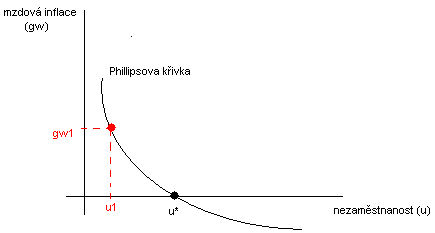 mzdová inflace
(gw)
Phillipsova křivka
gw1
u1
u*
nezaměstnanost (u)